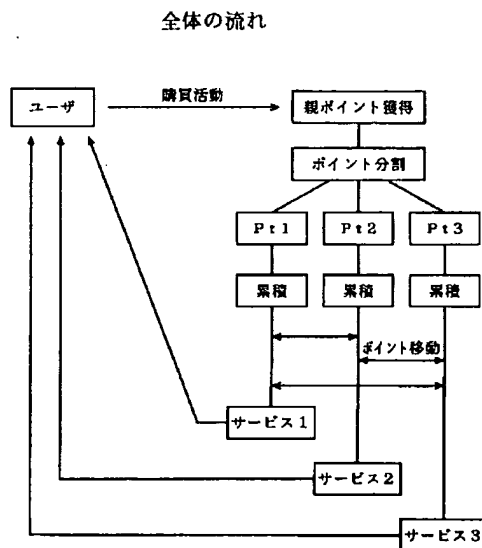 全体の流れ
ユーザ
購買活動
親ポイント獲得
ポイント分割
Pt1
Pt2
Pt3
累積
累積
累積
ポイント移動
サービス1
サービス2
サービス3